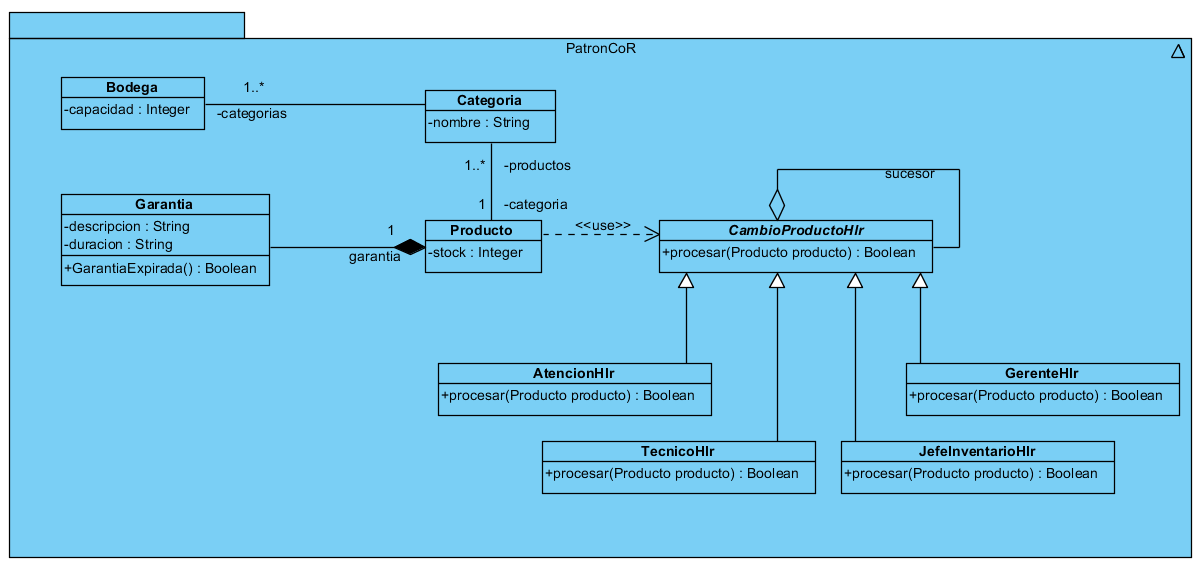 PatronCoR
Bodega
-capacidad : Integer
1..*
-categorias
Categoria
-nombre : String
1..*
-productos
1
-categoria
Garantia
-descripcion : String
-duracion : String
+GarantiaExpirada() : Boolean
1
garantia
Producto
-stock : Integer
<<use>>
sucesor
CambioProductoHlr
+procesar(Producto producto) : Boolean
AtencionHlr
+procesar(Producto producto) : Boolean
GerenteHlr
+procesar(Producto producto) : Boolean
TecnicoHlr
+procesar(Producto producto) : Boolean
JefeInventarioHlr
+procesar(Producto producto) : Boolean